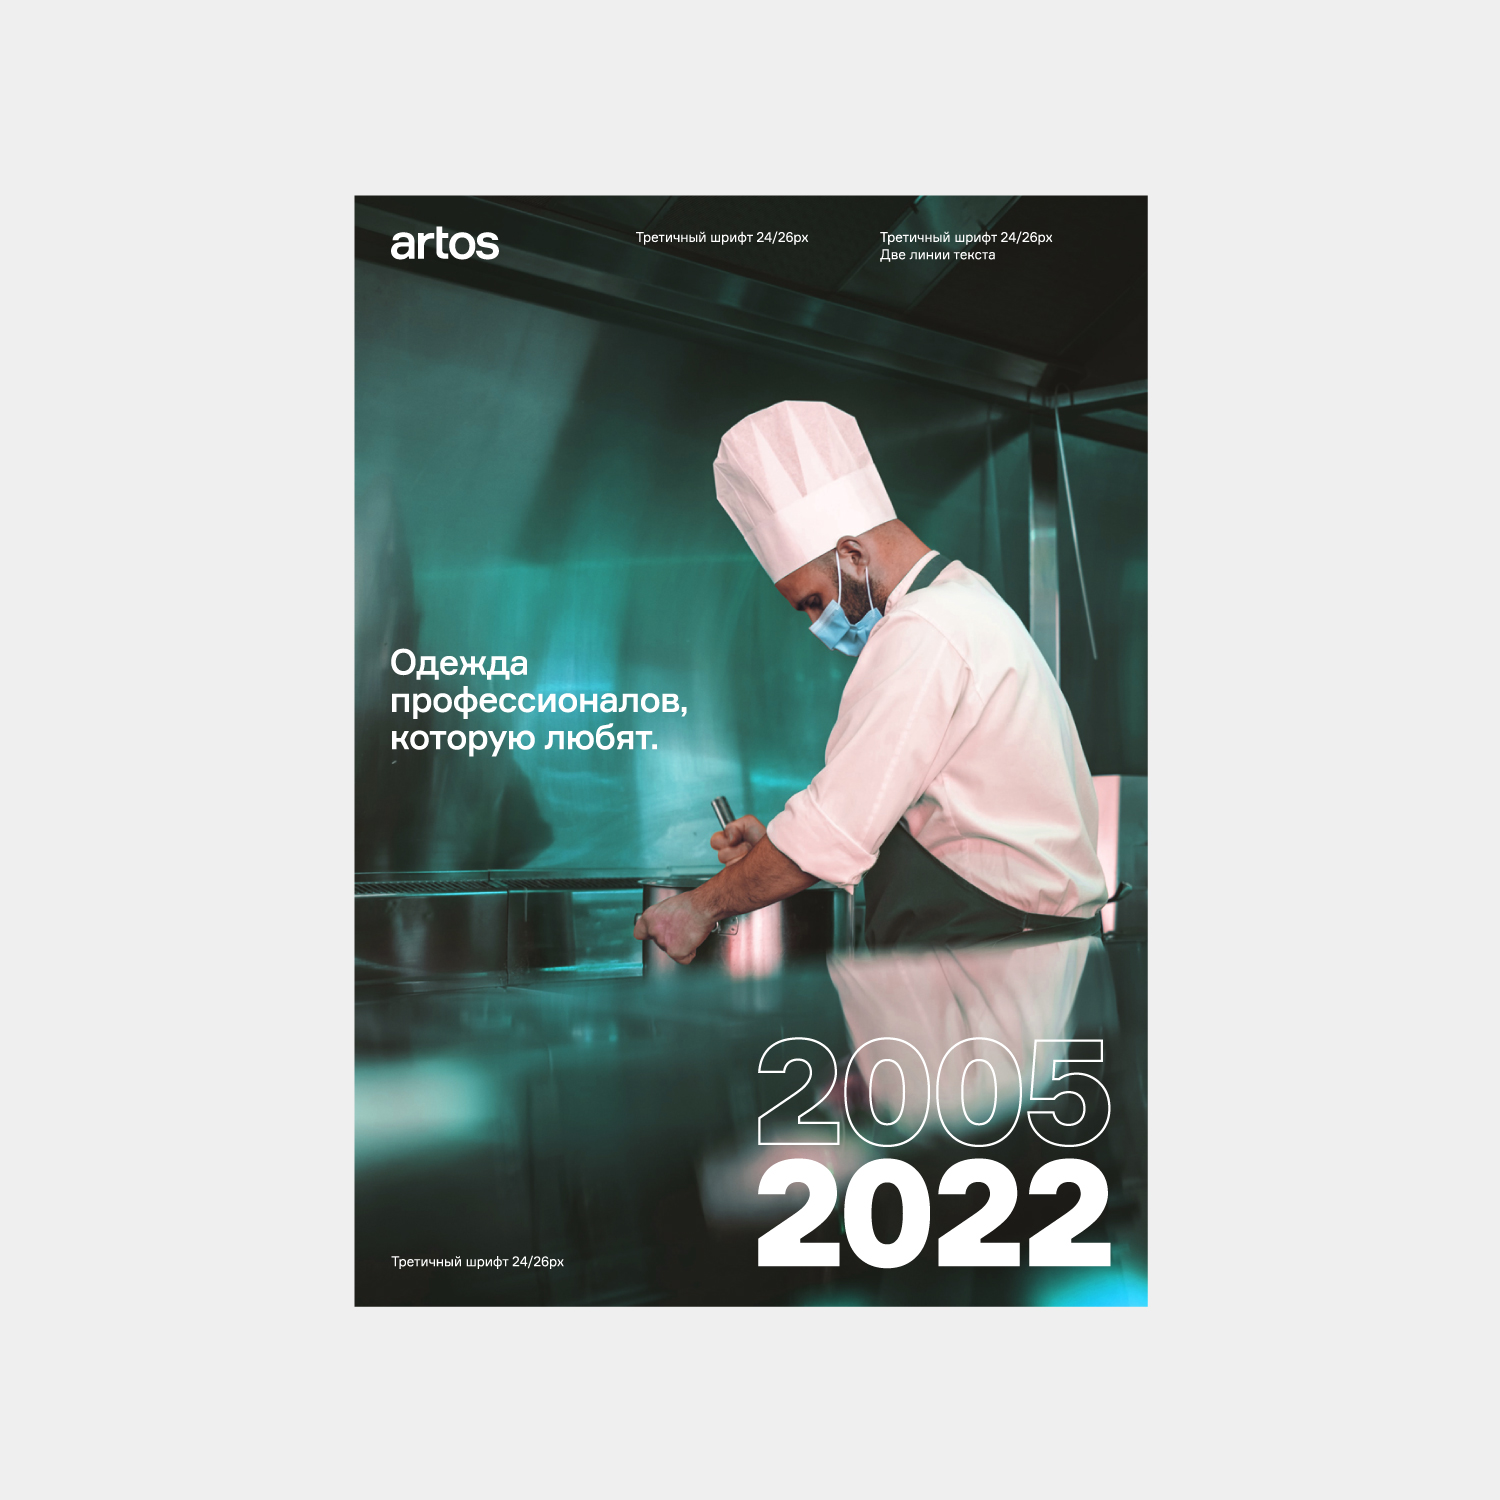 artos
Третичный шрифт 24/26px
Третичный шрифт 24/26px
Две линии текста
Одежда
профессионалов,
которую любят.
2005
2022
Третичный шрифт 24/26px